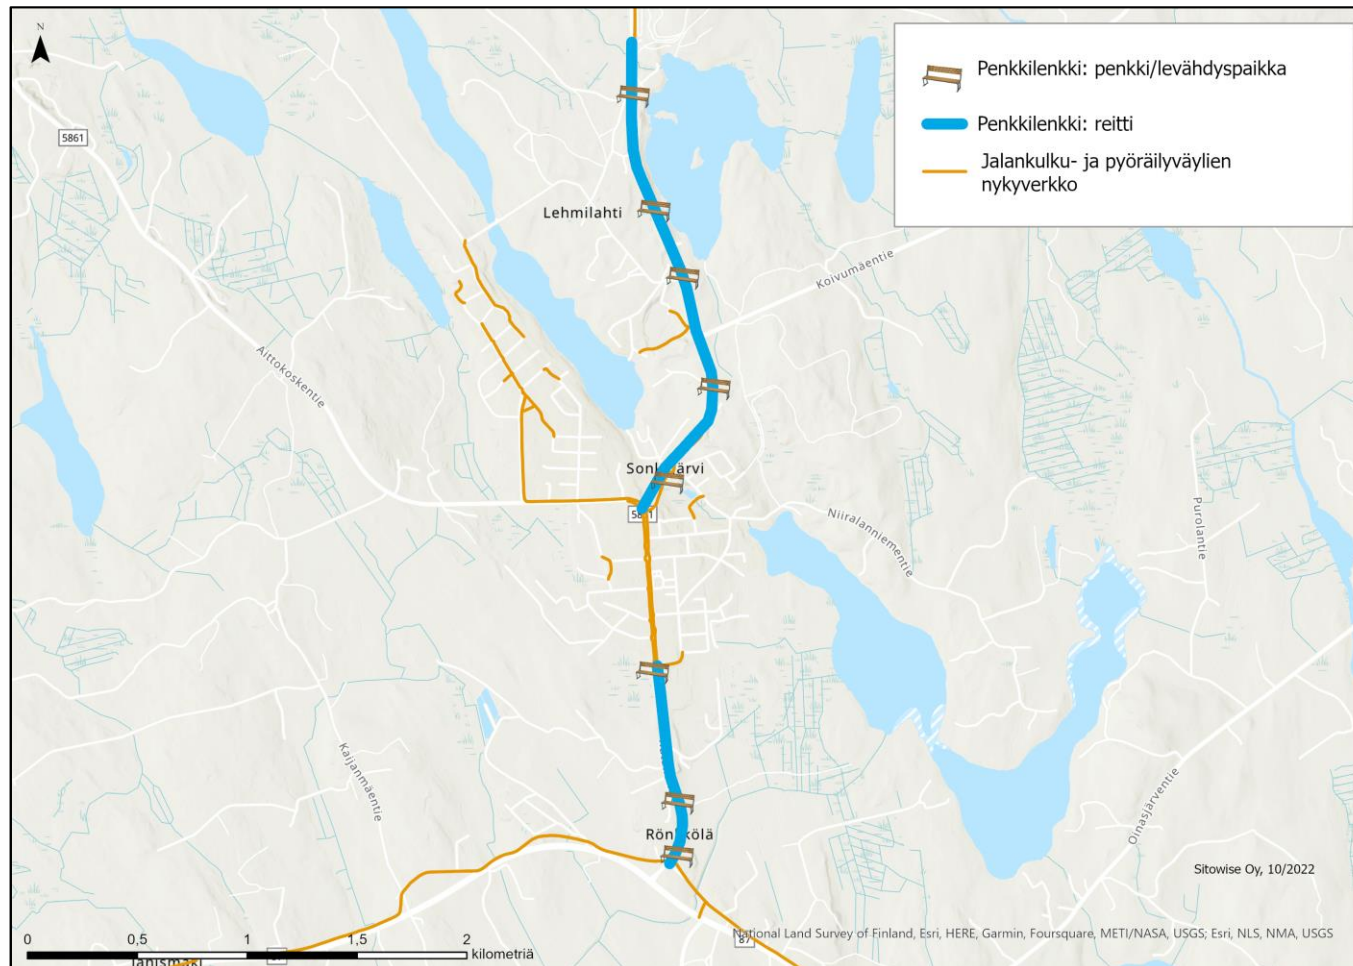 N
Penkkilenkki: penkki/levähdyspaikka
Penkkilenkki: reitti
Jalankulku- ja pyöräilyväylien
nykyverkko
5861
Lehmilahti
Koivumäentie
Aittokoskentie
Niiralanniementie
Purolantie
Kaijanmäentie
Oinasjärventie
Sitowise Oy, 10/2022
0 0,5 1 1,5 2
kilometriä
87
National Land Survey of Finland, Esri, HERE, Garmin, Foursquare, METI/NASA, USGS; Esri, NLS, NMA, USGS